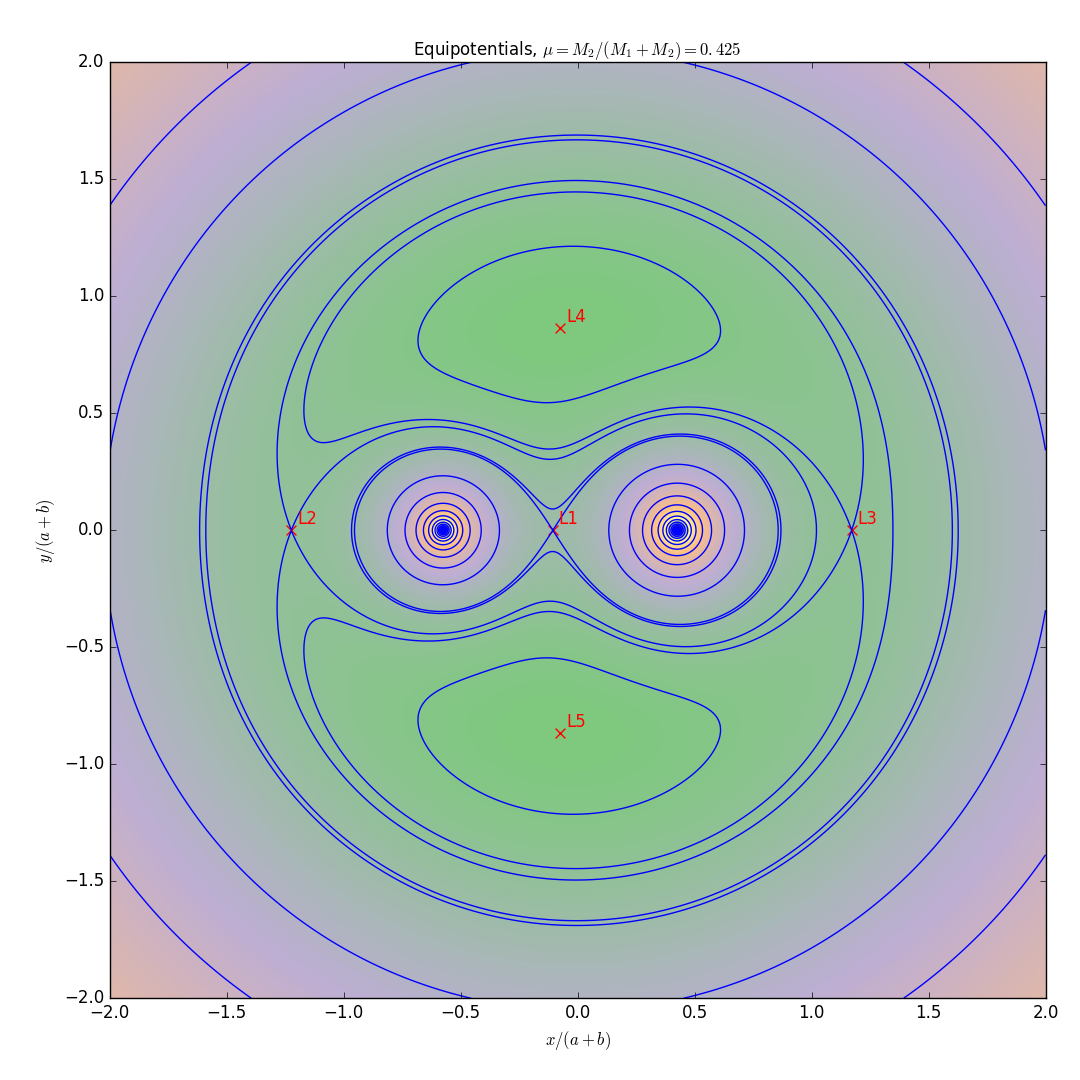 Equipotentials, μ = M₂/(M₁ + M₂) = 0.425
2.0
1.5
1.0
0.5
0.0
−0.5
−1.0
−1.5
−2.0
y/(a + b)
L4
L2 L1 L3
L5
−2.0 −1.5 −1.0 −0.5 0.0 0.5 1.0 1.5 2.0
x/(a + b)